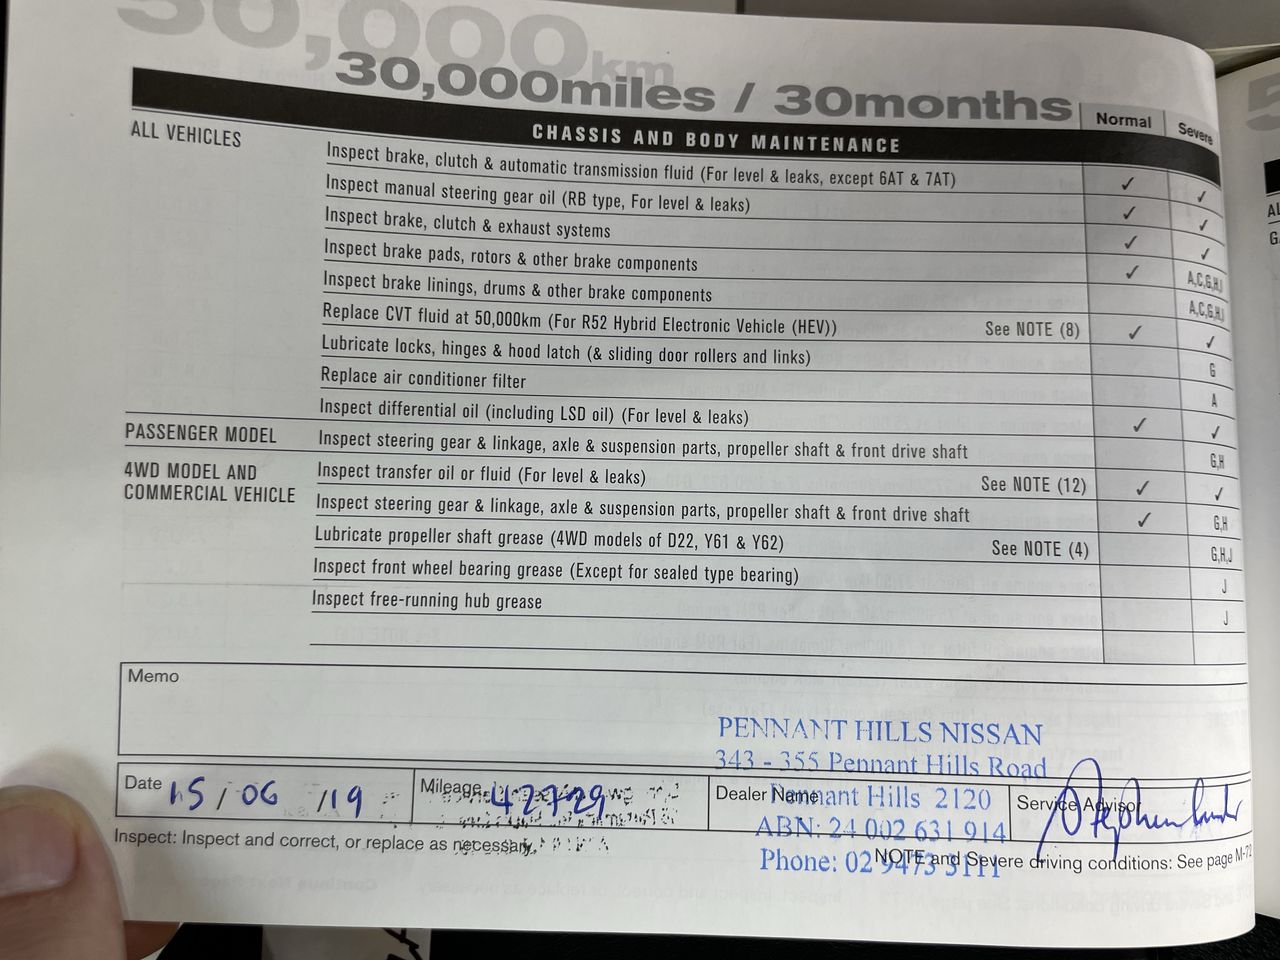 50,000km
30,000miles / 30months
Normal Severe
CHASSIS AND BODY MAINTENANCE
ALL VEHICLES
Inspect brake, clutch & automatic transmission fluid (For level & leaks, except 6AT & 7AT) ✓ ✓
Inspect manual steering gear oil (RB type, For level & leaks) ✓ ✓
Inspect brake, clutch & exhaust systems ✓ ✓
Inspect brake pads, rotors & other brake components ✓ A,C,G,H,J
Inspect brake linings, drums & other brake components A,C,G,H,J
Replace CVT fluid at 50,000km (For R52 Hybrid Electronic Vehicle (HEV)) See NOTE (8) ✓ ✓
Lubricate locks, hinges & hood latch (& sliding door rollers and links) G
Replace air conditioner filter A
Inspect differential oil (including LSD oil) (For level & leaks) ✓ ✓
PASSENGER MODEL Inspect steering gear & linkage, axle & suspension parts, propeller shaft & front drive shaft G,H
4WD MODEL AND COMMERCIAL VEHICLE
Inspect transfer oil or fluid (For level & leaks) See NOTE (12) ✓ ✓
Inspect steering gear & linkage, axle & suspension parts, propeller shaft & front drive shaft ✓ G,H
Lubricate propeller shaft grease (4WD models of D22, Y61 & Y62) See NOTE (4) G,H,J
Inspect front wheel bearing grease (Except for sealed type bearing) J
Inspect free-running hub grease J
Memo
PENNANT HILLS NISSAN
343 - 355 Pennant Hills Road
Pennant Hills 2120
ABN: 24 002 631 914
Phone: 02 9473 3111
Date 15/06/19
Mileage 42729
Dealer Name
Service Advisor
Inspect: Inspect and correct, or replace as necessary.
NOTE and Severe driving conditions: See page M-72